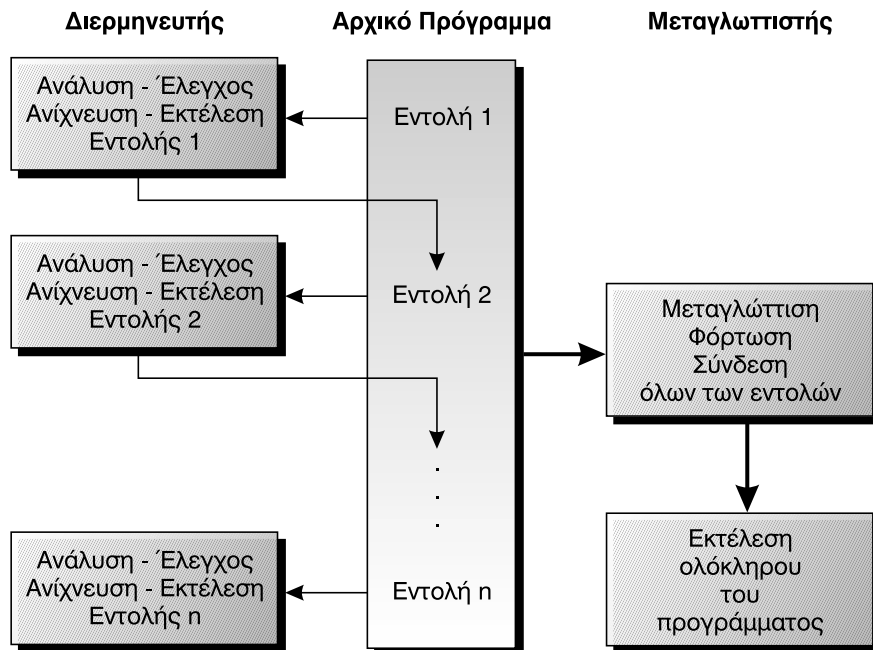 Διερμηνευτής
Αρχικό Πρόγραμμα
Μεταγλωττιστής
Ανάλυση - Έλεγχος
Ανίχνευση - Εκτέλεση
Εντολής 1
Εντολή 1
Ανάλυση - Έλεγχος
Ανίχνευση - Εκτέλεση
Εντολής 2
Εντολή 2
Μεταγλώττιση
Φόρτωση
Σύνδεση
όλων των εντολών
.
.
.
Ανάλυση - Έλεγχος
Ανίχνευση - Εκτέλεση
Εντολής n
Εντολή n
Εκτέλεση
ολόκληρου
του
προγράμματος